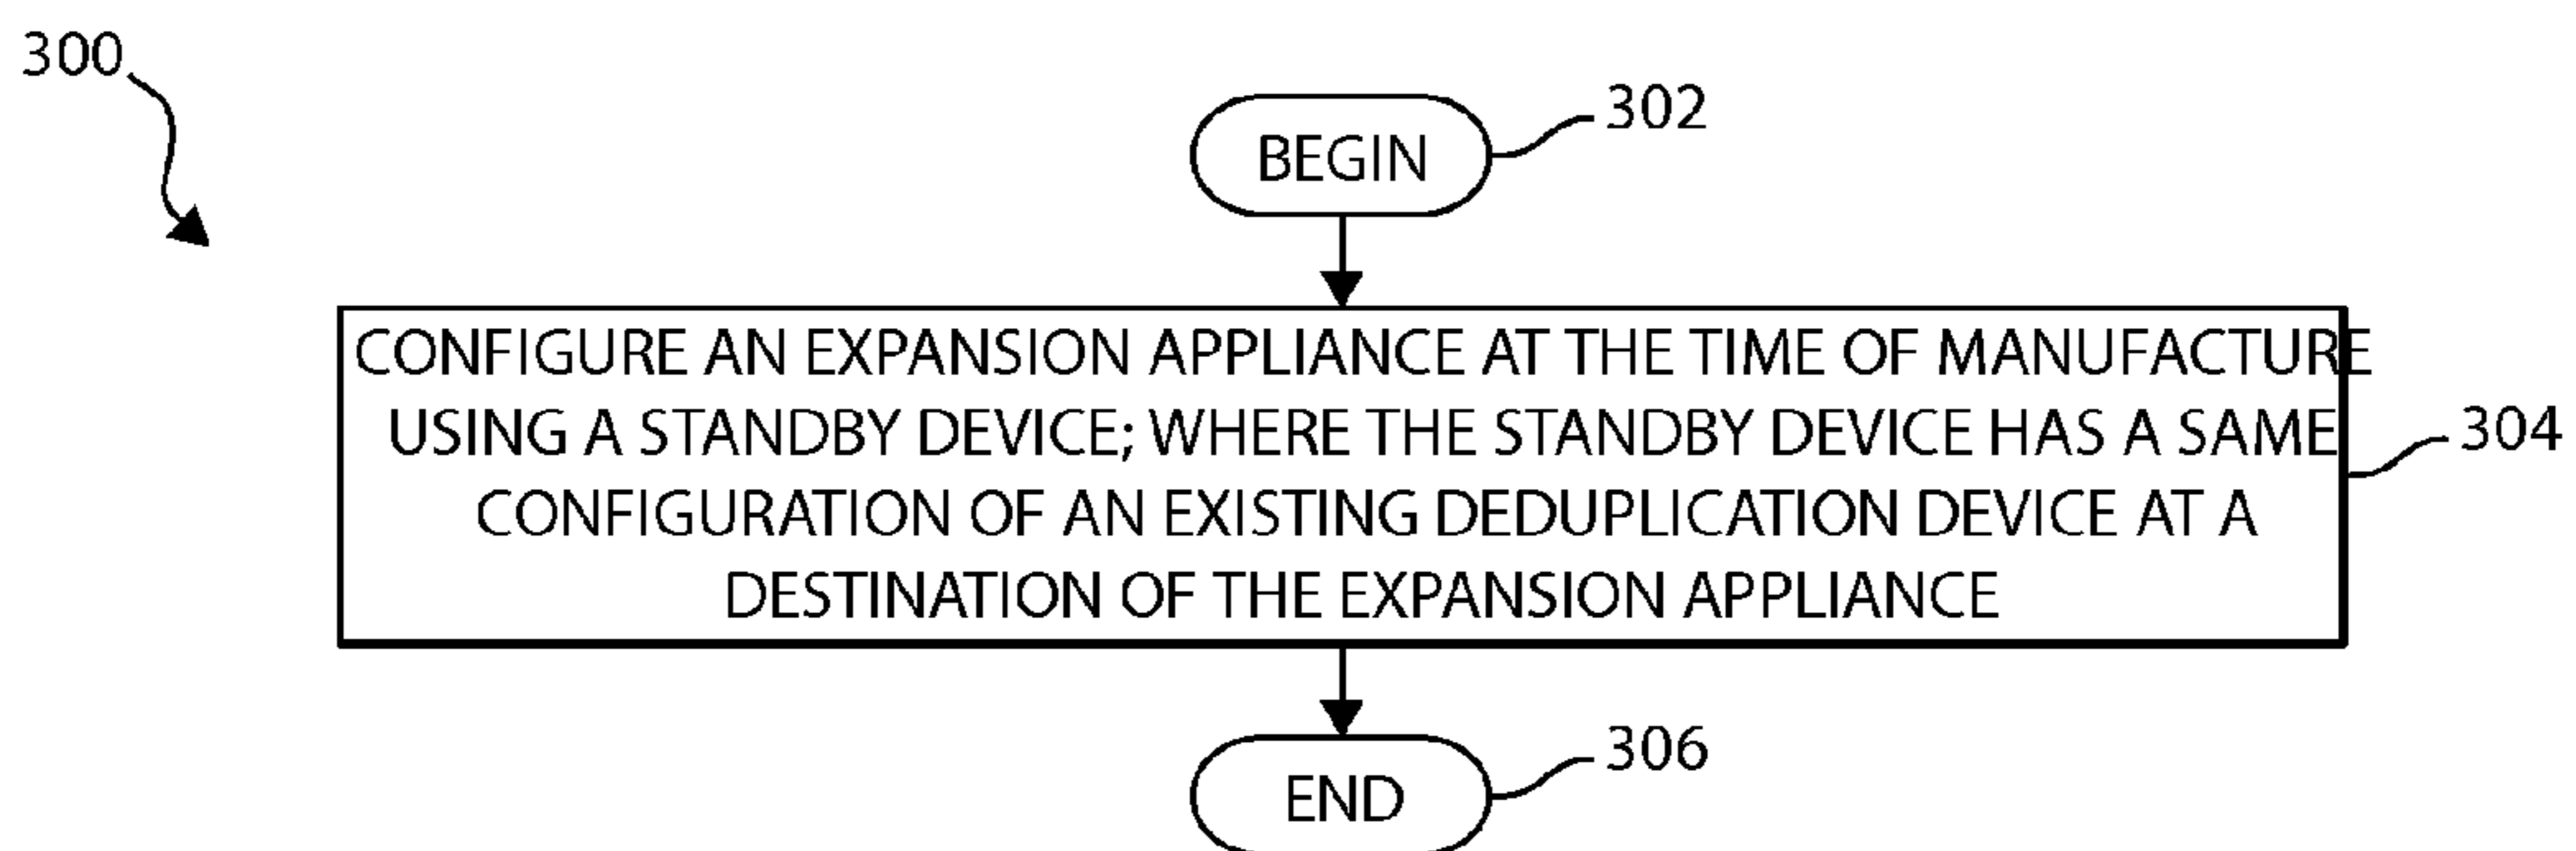 300
BEGIN
302
CONFIGURE AN EXPANSION APPLIANCE AT THE TIME OF MANUFACTURE
USING A STANDBY DEVICE; WHERE THE STANDBY DEVICE HAS A SAME
CONFIGURATION OF AN EXISTING DEDUPLICATION DEVICE AT A
DESTINATION OF THE EXPANSION APPLIANCE
304
END
306